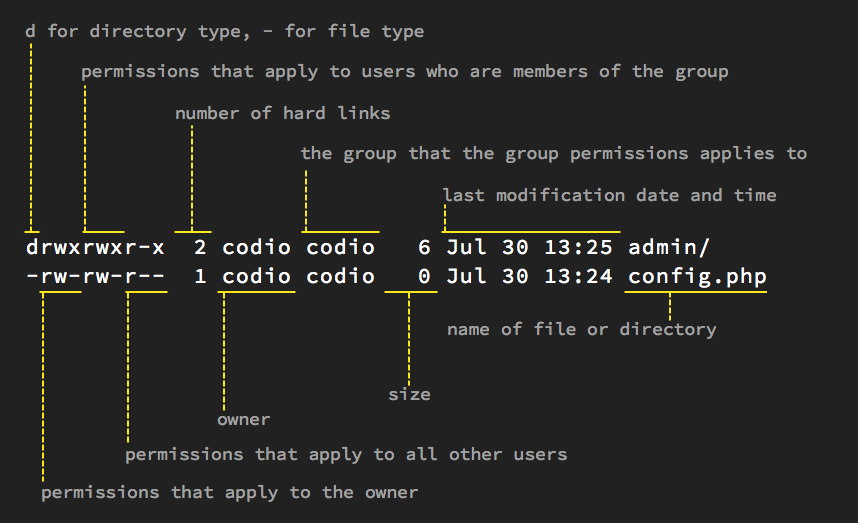 d for directory type, - for file type
permissions that apply to users who are members of the group
number of hard links
the group that the group permissions applies to
last modification date and time
drwxrwxr-x  2 codio codio   6 Jul 30 13:25 admin/
-rw-rw-r--  1 codio codio   0 Jul 30 13:24 config.php
name of file or directory
size
owner
permissions that apply to all other users
permissions that apply to the owner